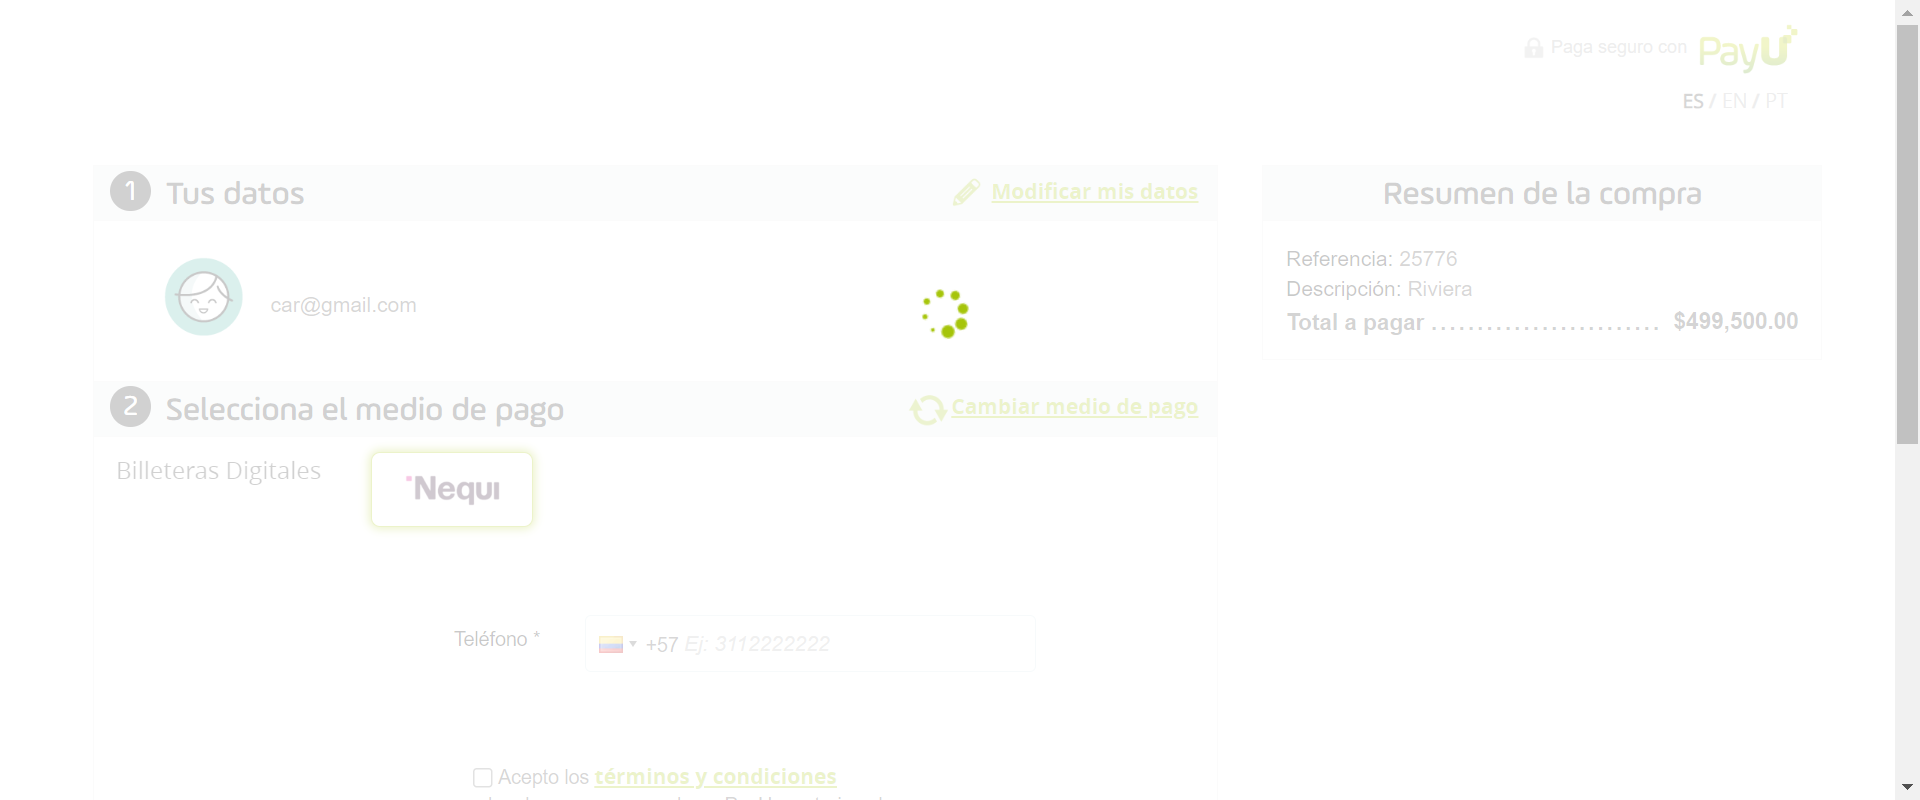 Paga seguro con PayU
ES / EN / PT
1 Tus datos
Modificar mis datos
car@gmail.com
2 Selecciona el medio de pago
Cambiar medio de pago
Billeteras Digitales
Nequi
Teléfono *
+57 Ej: 3112222222
Acepto los términos y condiciones
Resumen de la compra
Referencia: 25776
Descripción: Riviera
Total a pagar ......................... $499,500.00